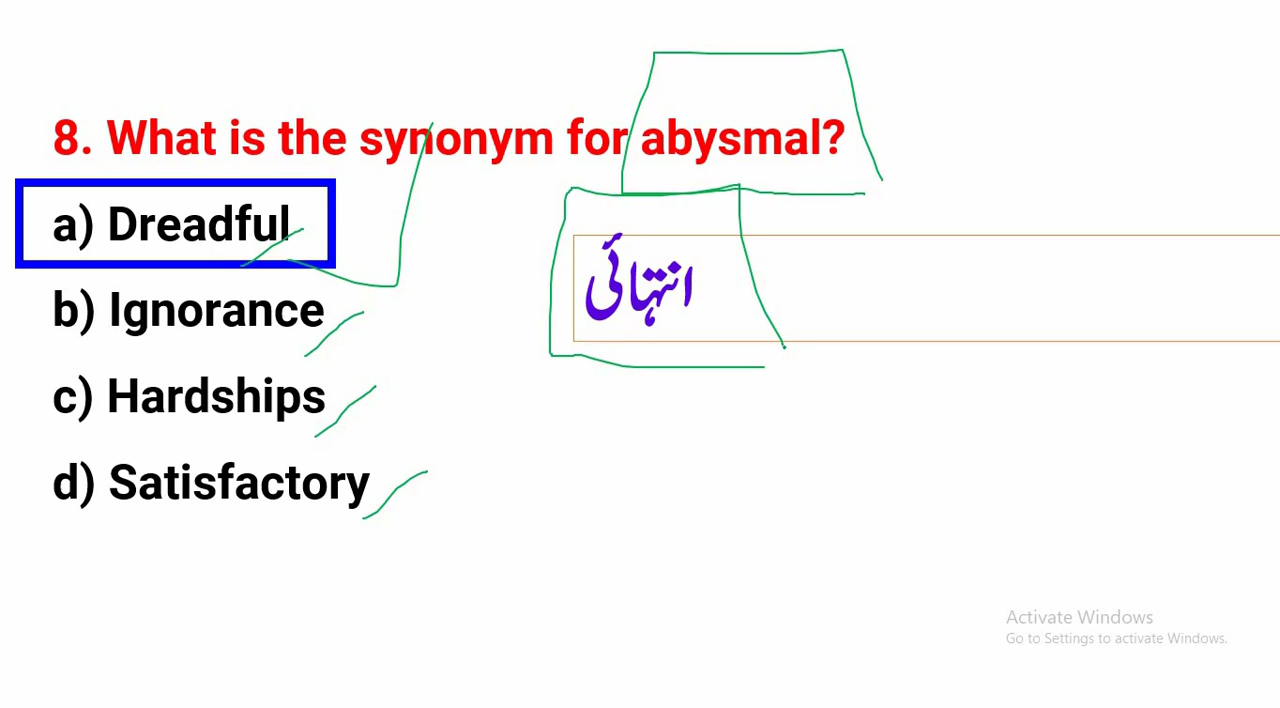 8. What is the synonym for abysmal?
a) Dreadful
b) Ignorance
c) Hardships
d) Satisfactory
انتہائی
Activate Windows
Go to Settings to activate Windows.